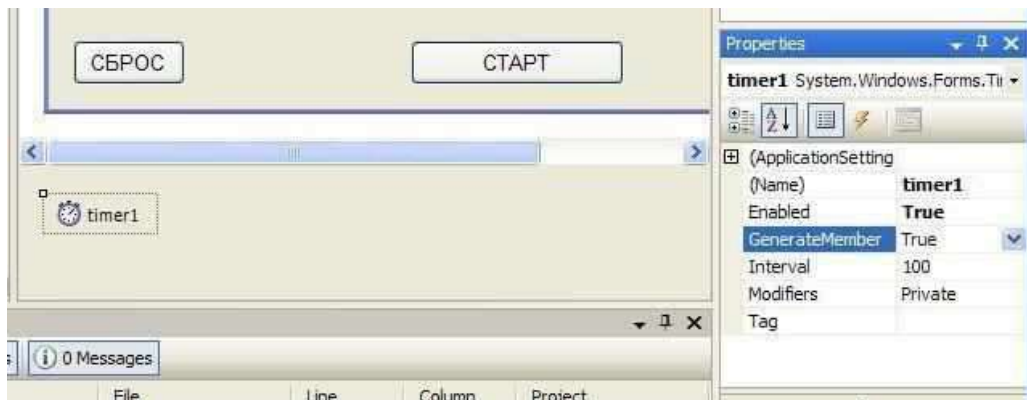 СБРОС
СТАРТ
timer1
0 Messages
File Line Column Project
Properties
timer1 System.Windows.Forms.Ti
(ApplicationSetting
(Name) timer1
Enabled True
GenerateMember True
Interval 100
Modifiers Private
Tag